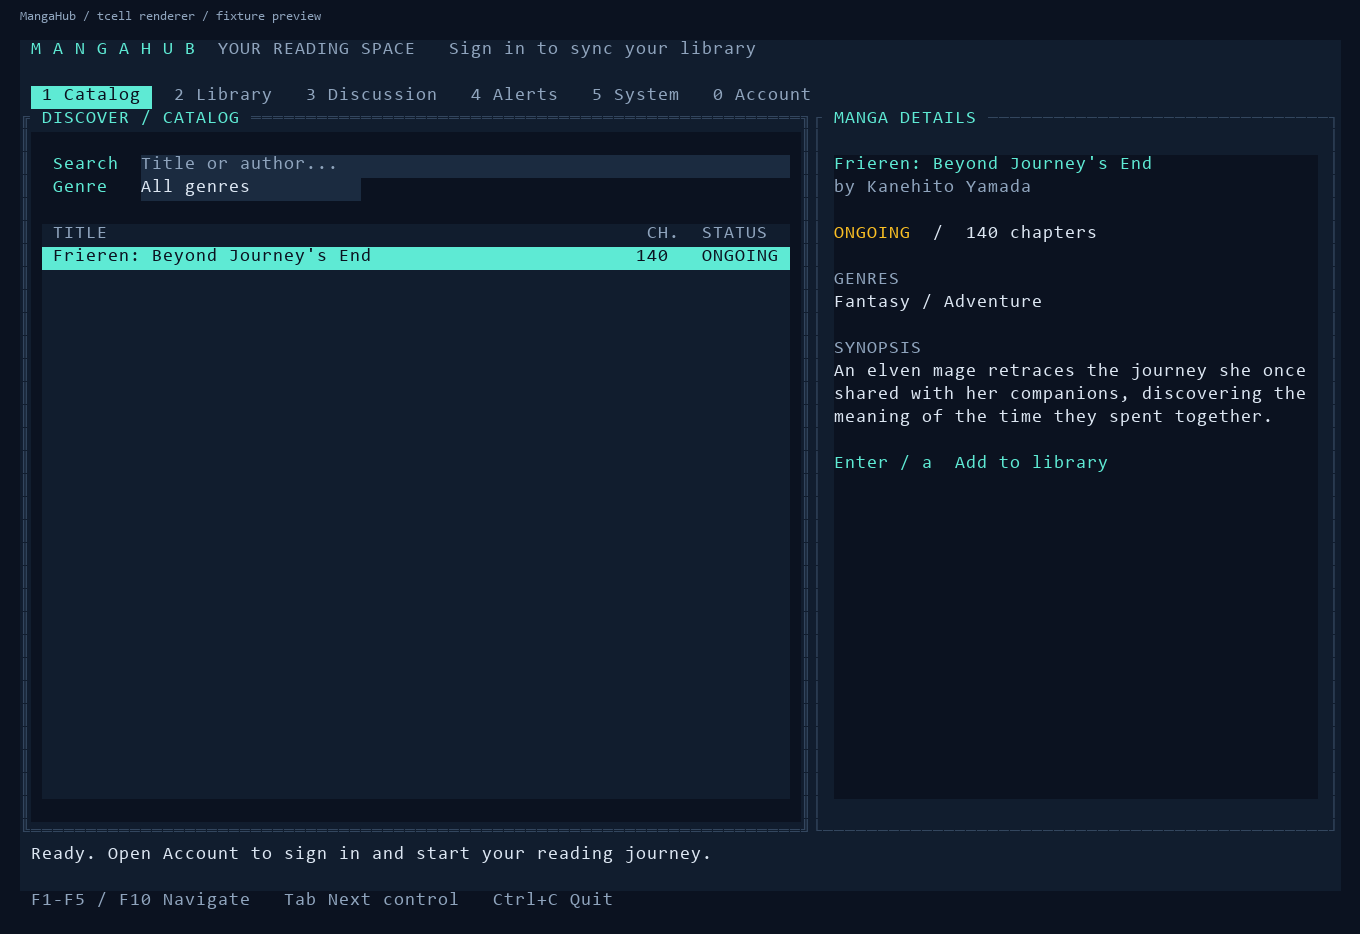 MangaHub / tcell renderer / fixture preview
M A N G A H U B  YOUR READING SPACE   Sign in to sync your library
1 Catalog   2 Library   3 Discussion   4 Alerts   5 System   0 Account
DISCOVER / CATALOG
Search  Title or author...
Genre   All genres
TITLE   CH.  STATUS
Frieren: Beyond Journey's End   140   ONGOING
MANGA DETAILS
Frieren: Beyond Journey's End
by Kanehito Yamada
ONGOING  /  140 chapters
GENRES
Fantasy / Adventure
SYNOPSIS
An elven mage retraces the journey she once
shared with her companions, discovering the
meaning of the time they spent together.
Enter / a  Add to library
Ready. Open Account to sign in and start your reading journey.
F1-F5 / F10 Navigate   Tab Next control   Ctrl+C Quit